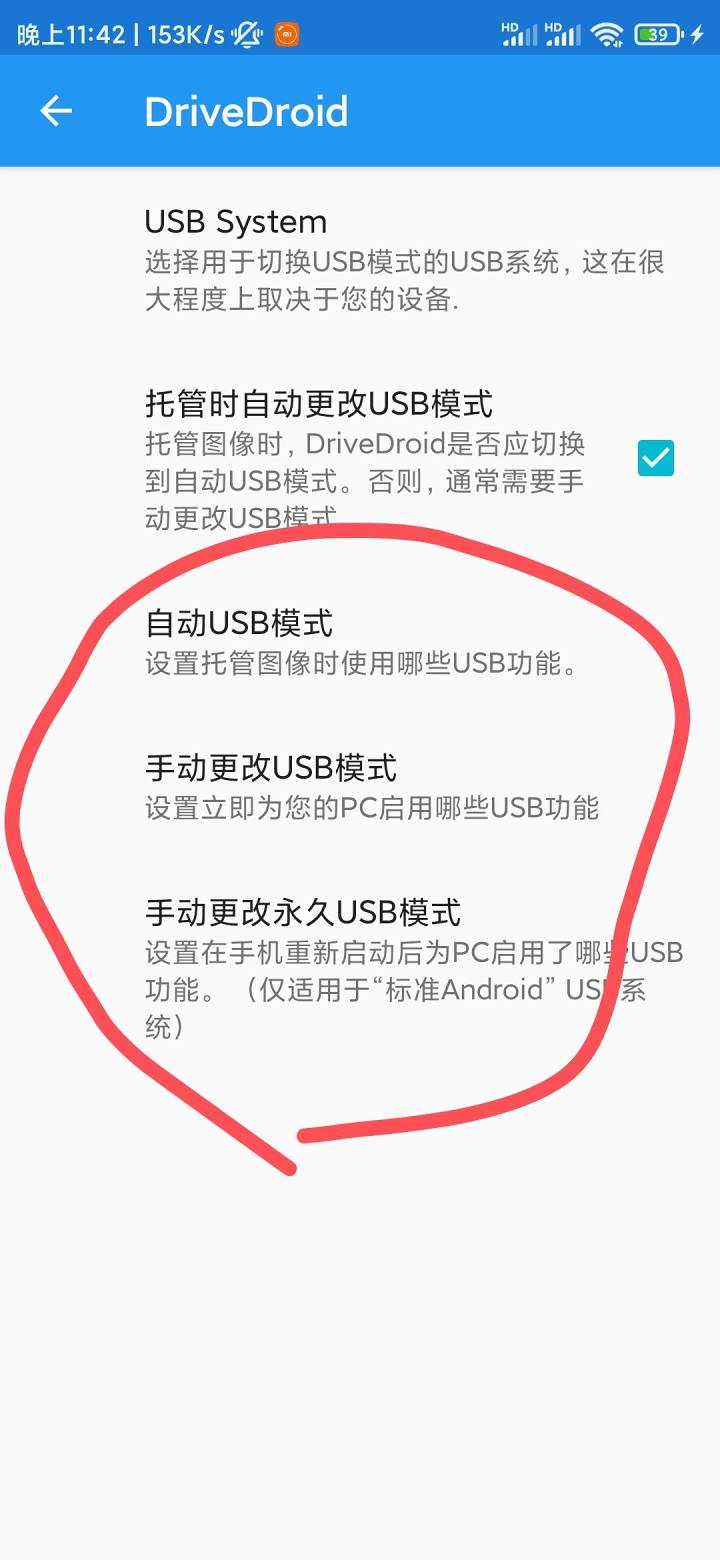 晚上11:42 | 153K/s
HD HD 39
DriveDroid
USB System
选择用于切换USB模式的USB系统, 这在很
大程度上取决于您的设备.
托管时自动更改USB模式
托管图像时, DriveDroid是否应切换
到自动USB模式。否则, 通常需要手
动更改USB模式
自动USB模式
设置托管图像时使用哪些USB功能。
手动更改USB模式
设置立即为您的PC启用哪些USB功能
手动更改永久USB模式
设置在手机重新启动后为PC启用了哪些USB
功能。（仅适用于“标准Android” USB系
统）